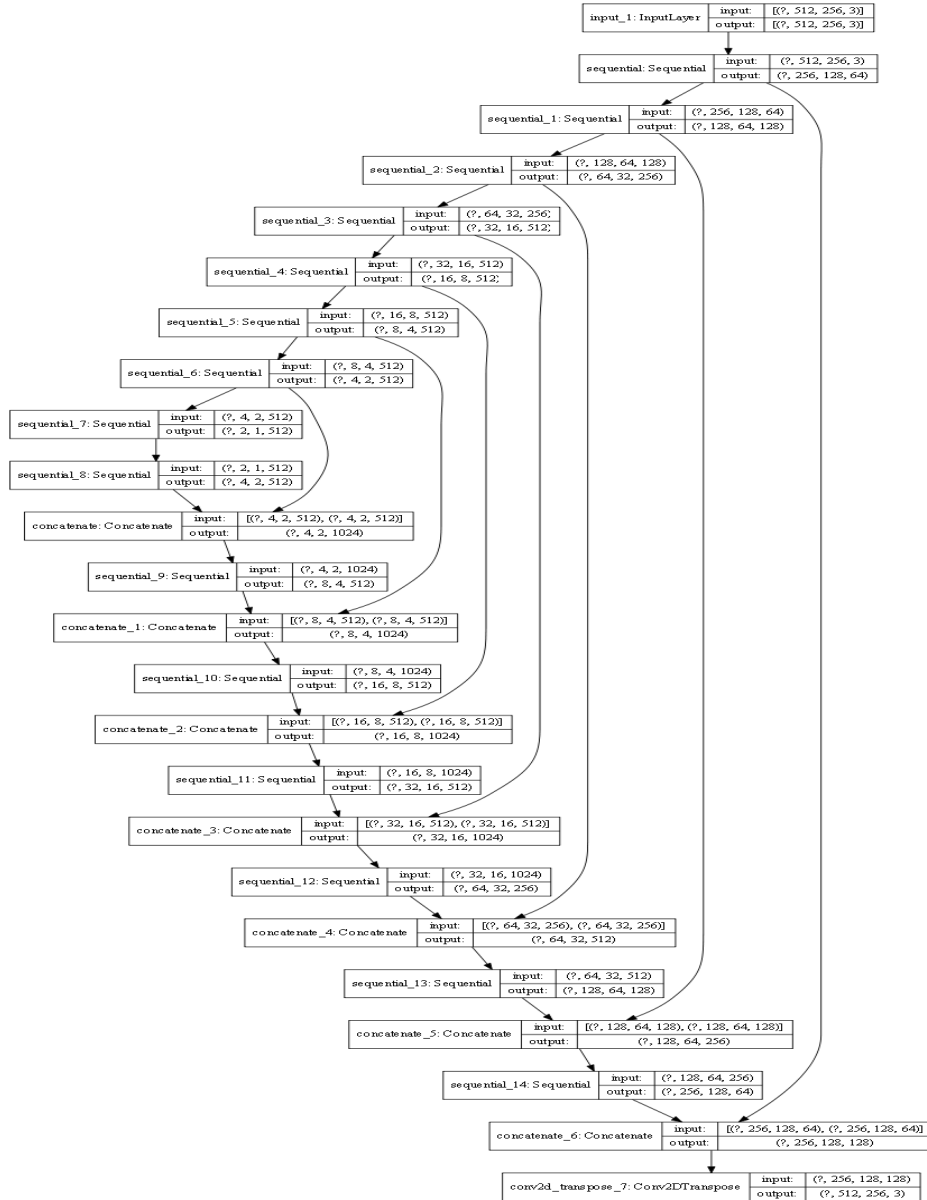 input_1: InputLayer
input: [(?, 512, 256, 3)]
output: [(?, 512, 256, 3)]
sequential: Sequential
input: (?, 512, 256, 3)
output: (?, 256, 128, 64)
sequential_1: Sequential
input: (?, 256, 128, 64)
output: (?, 128, 64, 128)
sequential_2: Sequential
input: (?, 128, 64, 128)
output: (?, 64, 32, 256)
sequential_3: Sequential
input: (?, 64, 32, 256)
output: (?, 32, 16, 512)
sequential_4: Sequential
input: (?, 32, 16, 512)
output: (?, 16, 8, 512)
sequential_5: Sequential
input: (?, 16, 8, 512)
output: (?, 8, 4, 512)
sequential_6: Sequential
input: (?, 8, 4, 512)
output: (?, 4, 2, 512)
sequential_7: Sequential
input: (?, 4, 2, 512)
output: (?, 2, 1, 512)
sequential_8: Sequential
input: (?, 2, 1, 512)
output: (?, 4, 2, 512)
concatenate: Concatenate
input: [(?, 4, 2, 512), (?, 4, 2, 512)]
output: (?, 4, 2, 1024)
sequential_9: Sequential
input: (?, 4, 2, 1024)
output: (?, 8, 4, 512)
concatenate_1: Concatenate
input: [(?, 8, 4, 512), (?, 8, 4, 512)]
output: (?, 8, 4, 1024)
sequential_10: Sequential
input: (?, 8, 4, 1024)
output: (?, 16, 8, 512)
concatenate_2: Concatenate
input: [(?, 16, 8, 512), (?, 16, 8, 512)]
output: (?, 16, 8, 1024)
sequential_11: Sequential
input: (?, 16, 8, 1024)
output: (?, 32, 16, 512)
concatenate_3: Concatenate
input: [(?, 32, 16, 512), (?, 32, 16, 512)]
output: (?, 32, 16, 1024)
sequential_12: Sequential
input: (?, 32, 16, 1024)
output: (?, 64, 32, 256)
concatenate_4: Concatenate
input: [(?, 64, 32, 256), (?, 64, 32, 256)]
output: (?, 64, 32, 512)
sequential_13: Sequential
input: (?, 64, 32, 512)
output: (?, 128, 64, 128)
concatenate_5: Concatenate
input: [(?, 128, 64, 128), (?, 128, 64, 128)]
output: (?, 128, 64, 256)
sequential_14: Sequential
input: (?, 128, 64, 256)
output: (?, 256, 128, 64)
concatenate_6: Concatenate
input: [(?, 256, 128, 64), (?, 256, 128, 64)]
output: (?, 256, 128, 128)
conv2d_transpose_7: Conv2DTranspose
input: (?, 256, 128, 128)
output: (?, 512, 256, 3)